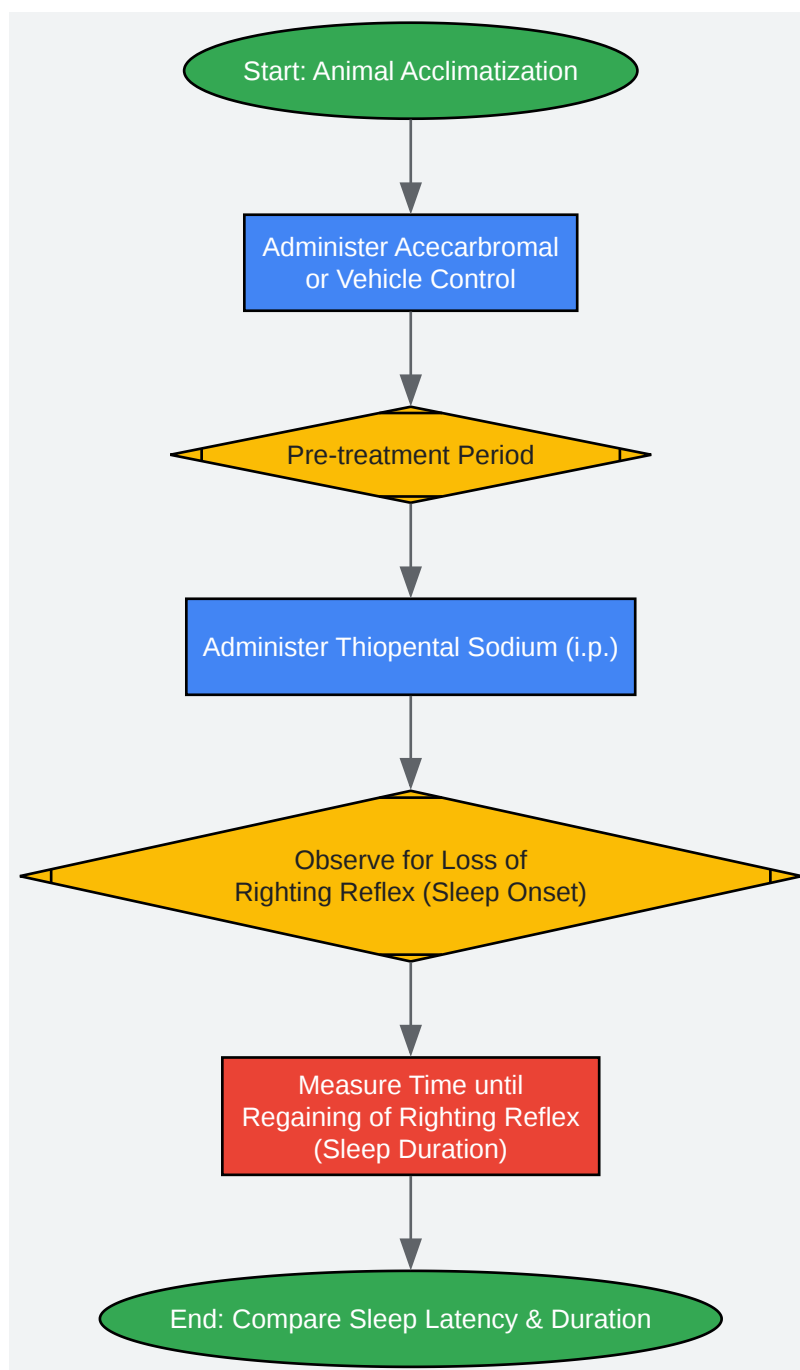 Start: Animal Acclimatization
Administer Acecarbromal
or Vehicle Control
Pre-treatment Period
Administer Thiopental Sodium (i.p.)
Observe for Loss of
Righting Reflex (Sleep Onset)
Measure Time until
Regaining of Righting Reflex
(Sleep Duration)
End: Compare Sleep Latency & Duration